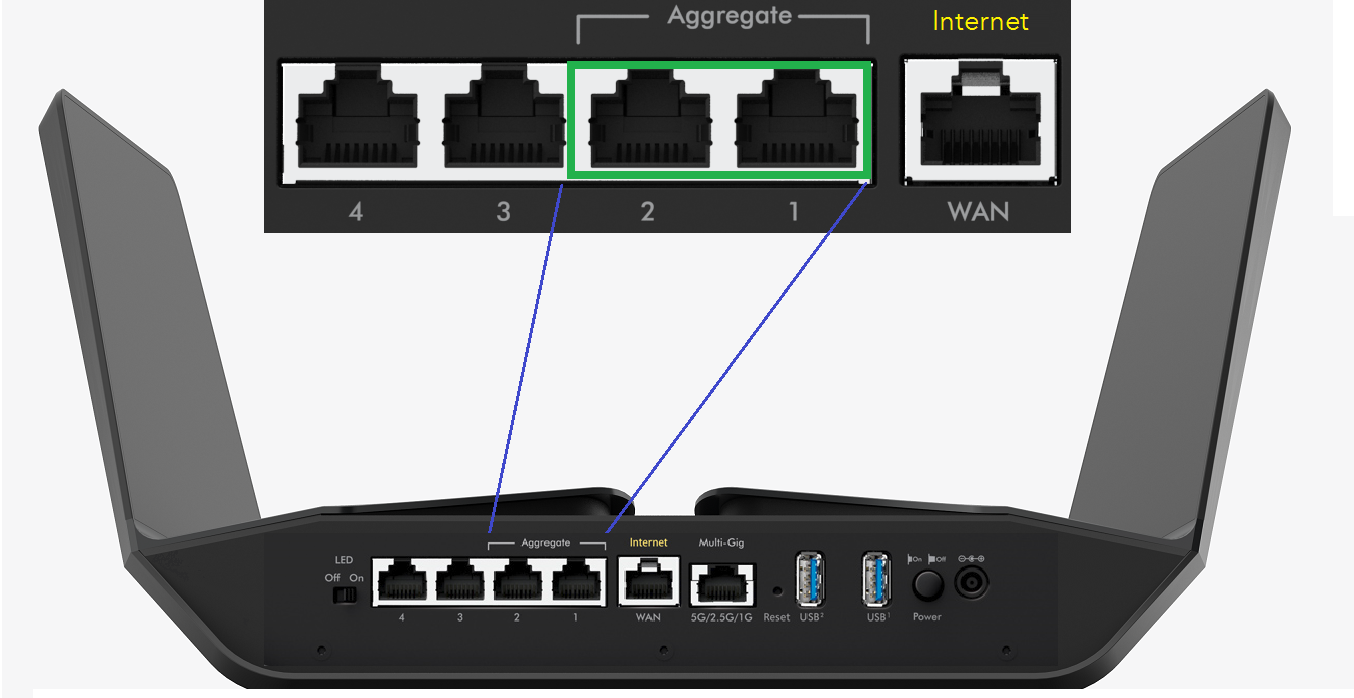 Aggregate
Internet
4 3 2 1 WAN
Aggregate Internet Multi-Gig
LED
Off On
On Off
4 3 2 1 WAN 5G/2.5G/1G Reset USB² USB¹ Power